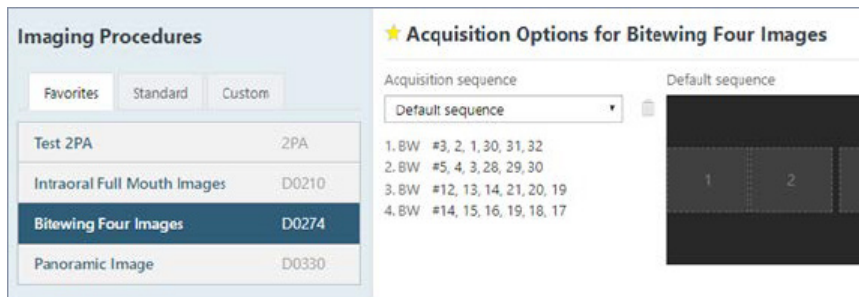 Imaging Procedures
Favorites Standard Custom
Test 2PA 2PA
Intraoral Full Mouth Images D0210
Bitewing Four Images D0274
Panoramic Image D0330
Acquisition Options for Bitewing Four Images
Acquisition sequence
Default sequence
1. BW #3, 2, 1, 30, 31, 32
2. BW #5, 4, 3, 28, 29, 30
3. BW #12, 13, 14, 21, 20, 19
4. BW #14, 15, 16, 19, 18, 17
Default sequence
1 2